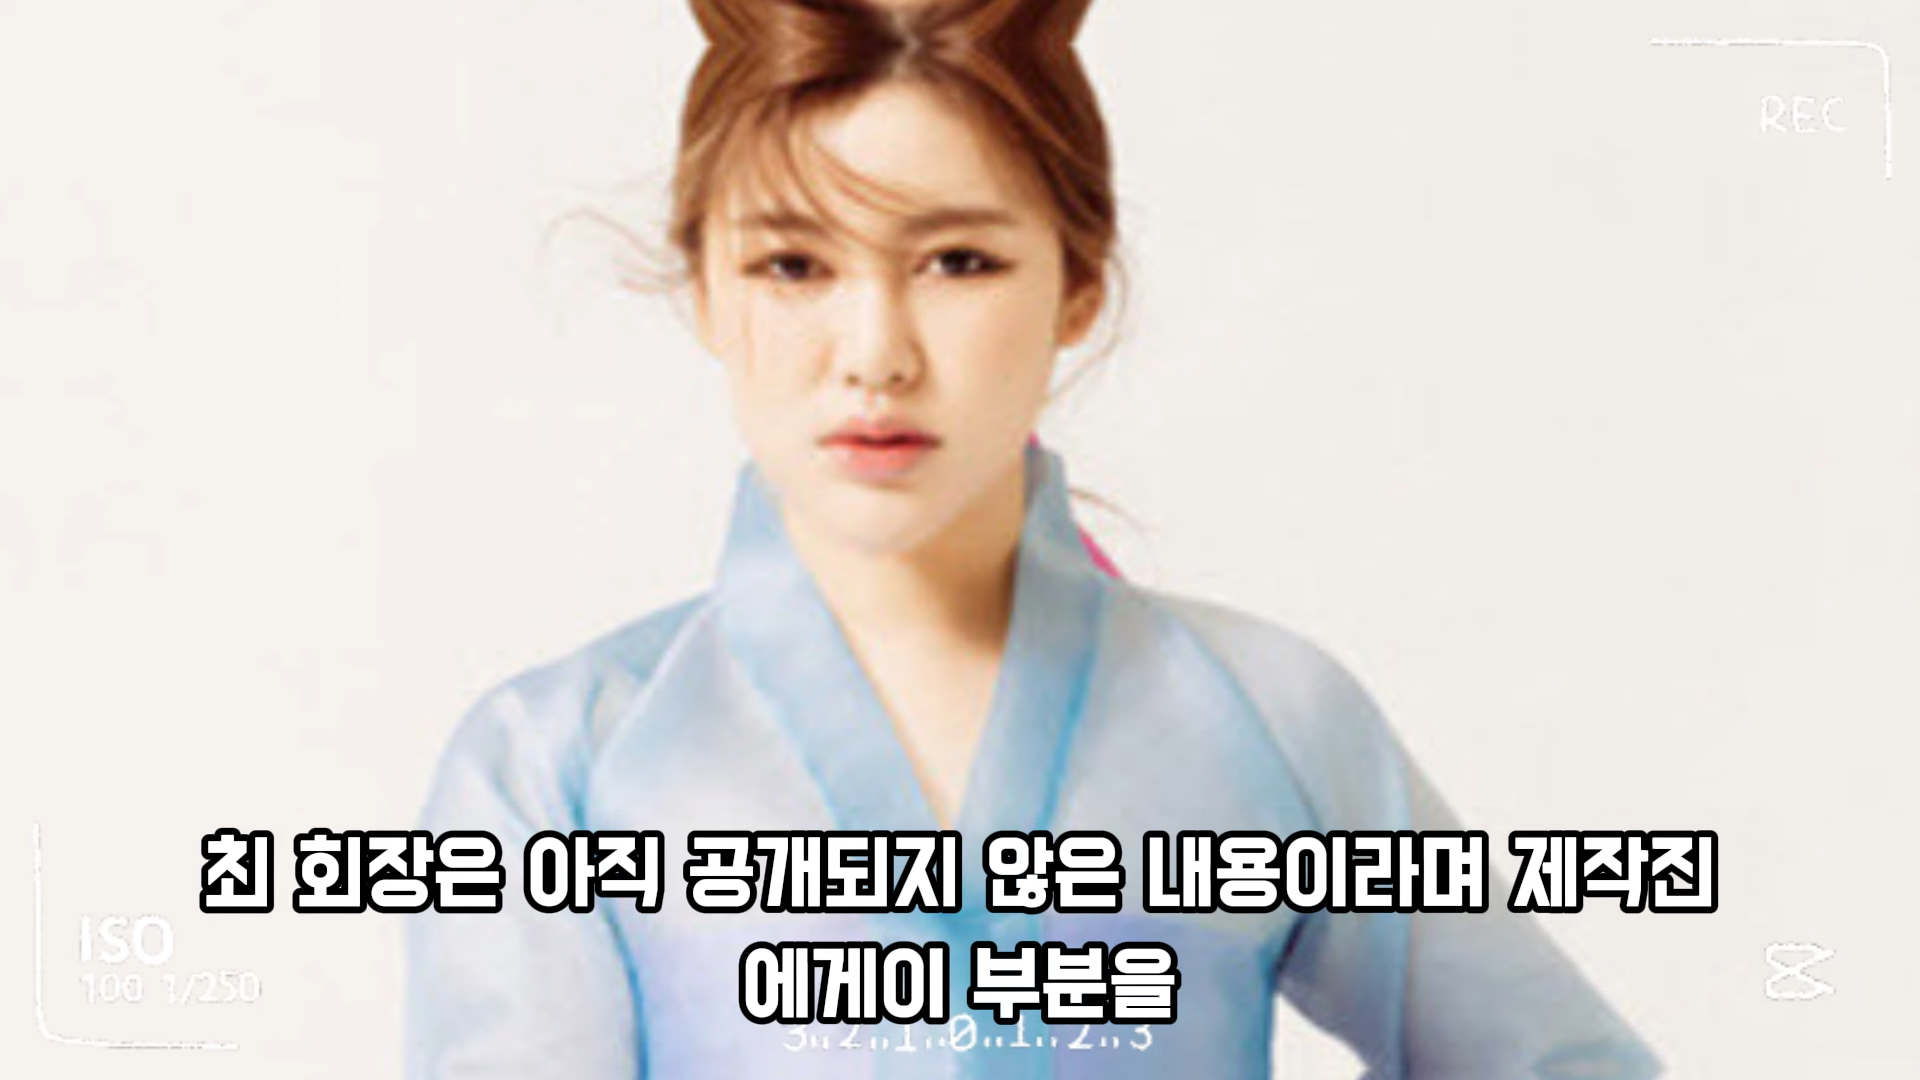 REC
최 회장은 아직 공개되지 않은 내용이라며 제작진
에게이 부분을
ISO
100 1/250
3..2..1..0..1..2..3